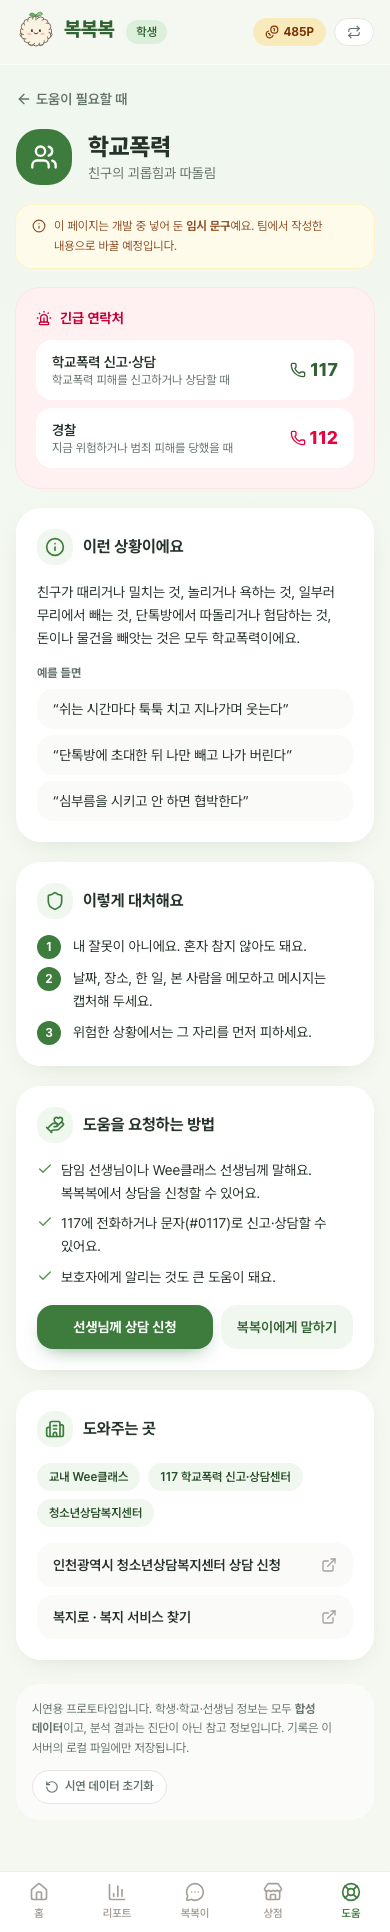 복복복 학생 485P
도움이 필요할 때
학교폭력
친구의 괴롭힘과 따돌림
이 페이지는 개발 중 넣어 둔 임시 문구예요. 팀에서 작성한
내용으로 바꿀 예정입니다.
긴급 연락처
학교폭력 신고·상담
학교폭력 피해를 신고하거나 상담할 때
117
경찰
지금 위험하거나 범죄 피해를 당했을 때
112
이런 상황이에요
친구가 때리거나 밀치는 것, 놀리거나 욕하는 것, 일부러
무리에서 빼는 것, 단톡방에서 따돌리거나 험담하는 것,
돈이나 물건을 빼앗는 것은 모두 학교폭력이에요.
예를 들면
“쉬는 시간마다 툭툭 치고 지나가며 웃는다”
“단톡방에 초대한 뒤 나만 빼고 나가 버린다”
“심부름을 시키고 안 하면 협박한다”
이렇게 대처해요
1 내 잘못이 아니에요. 혼자 참지 않아도 돼요.
2 날짜, 장소, 한 일, 본 사람을 메모하고 메시지는
캡처해 두세요.
3 위험한 상황에서는 그 자리를 먼저 피하세요.
도움을 요청하는 방법
담임 선생님이나 Wee클래스 선생님께 말해요.
복복복에서 상담을 신청할 수 있어요.
117에 전화하거나 문자(#0117)로 신고·상담할 수
있어요.
보호자에게 알리는 것도 큰 도움이 돼요.
선생님께 상담 신청 복복이에게 말하기
도와주는 곳
교내 Wee클래스 117 학교폭력 신고·상담센터
청소년상담복지센터
인천광역시 청소년상담복지센터 상담 신청
복지로 · 복지 서비스 찾기
시연용 프로토타입입니다. 학생·학교·선생님 정보는 모두 합성
데이터이고, 분석 결과는 진단이 아닌 참고 정보입니다. 기록은 이
서버의 로컬 파일에만 저장됩니다.
시연 데이터 초기화
홈 리포트 복복이 상점 도움